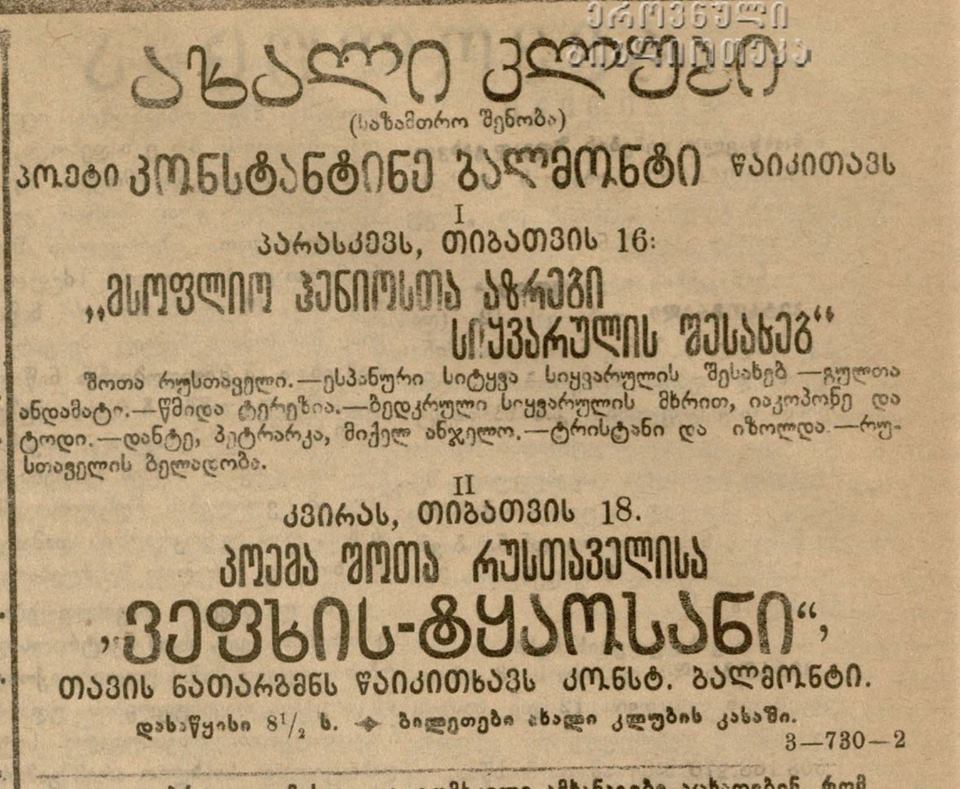 ეროვნული
ბიბლიოთეკა
ახალი კლუბი
(საზამთრო შენობა)
პოეტი კონსტანტინე ბალმონტი წაიკითავს
I
პარასკევს, თიბათვის 16:
„მსოფლიო ჰენიოსთა აზრები
სიყვარულის შესახებ“
შოთა რუსთაველი.—ესპანური სიტყვა სიყვარულის შესახებ —გულთა
ანდამატი.—წმიდა ტერეზია.—ბედკრული სიყვარულის მხრით, იაკოპონე და
ტოდი.—დანტე, პეტრარკა, მიქელ ანჯელო.—ტრისტანი და იზოლდა.—რუ-
სთაველის ბელადობა.
II
კვირას, თიბათვის 18.
პოემა შოთა რუსთაველისა
„ვეფხის-ტყაოსანი“,
თავის ნათარგმნს წაიკითხავს კონსტ. ბალმონტი.
დასაწყისი 8½ ს. ბილეთები ახალი კლუბის კასაში.
3—730—2